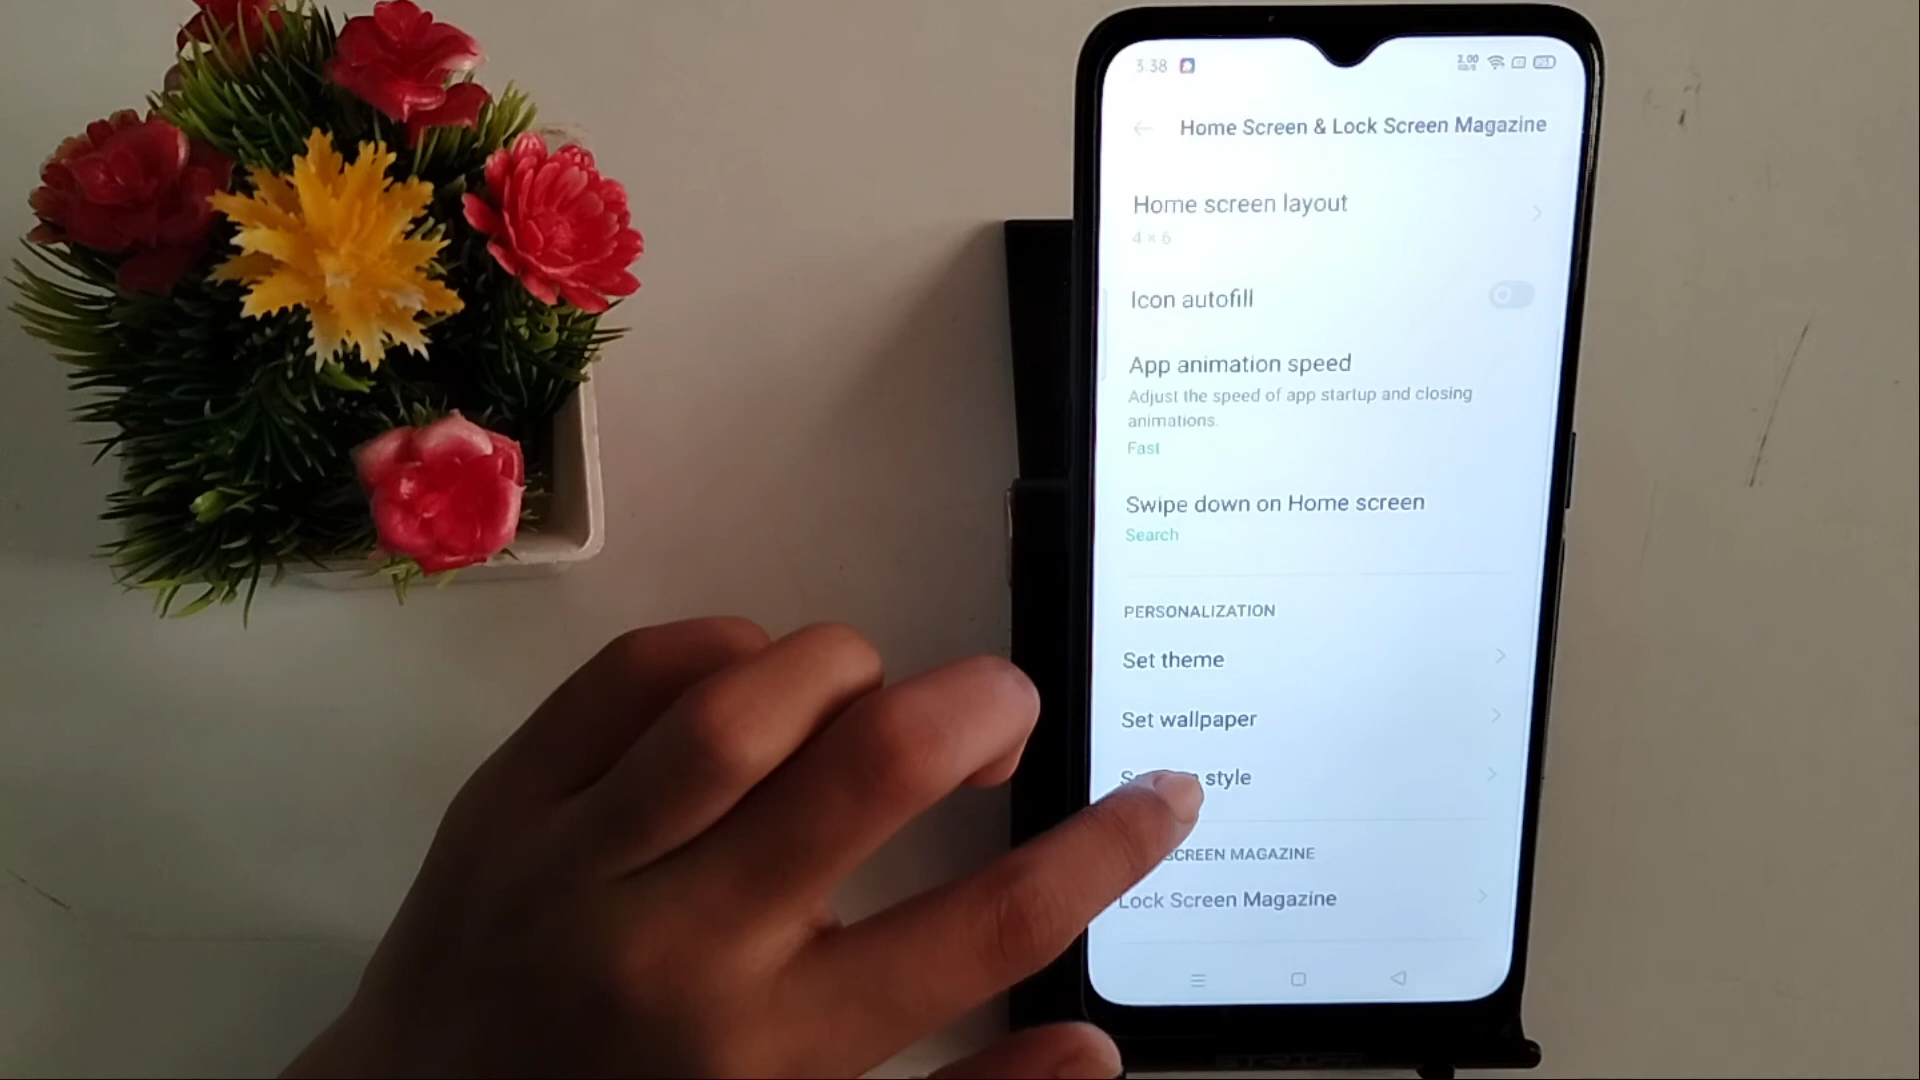 3:38
2.00
Home Screen & Lock Screen Magazine
Home screen layout
4 × 6
Icon autofill
App animation speed
Adjust the speed of app startup and closing
animations.
Fast
Swipe down on Home screen
Search
PERSONALIZATION
Set theme
Set wallpaper
style
SCREEN MAGAZINE
Lock Screen Magazine